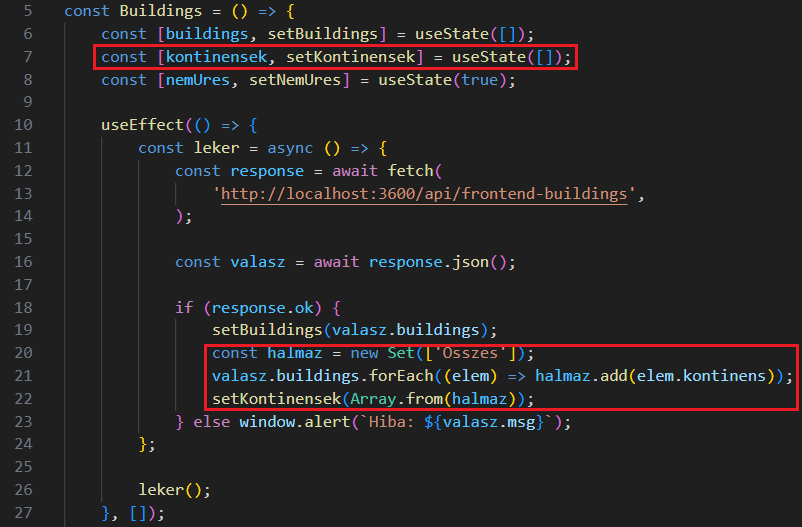 5 const Buildings = () => {
6 const [buildings, setBuildings] = useState([]);
7 const [kontinensek, setKontinensek] = useState([]);
8 const [nemUres, setNemUres] = useState(true);
9
10 useEffect(() => {
11 const leker = async () => {
12 const response = await fetch(
13 'http://localhost:3600/api/frontend-buildings',
14 );
15
16 const valasz = await response.json();
17
18 if (response.ok) {
19 setBuildings(valasz.buildings);
20 const halmaz = new Set(['Osszes']);
21 valasz.buildings.forEach((elem) => halmaz.add(elem.kontinens));
22 setKontinensek(Array.from(halmaz));
23 } else window.alert(`Hiba: ${valasz.msg}`);
24 };
25
26 leker();
27 }, []);